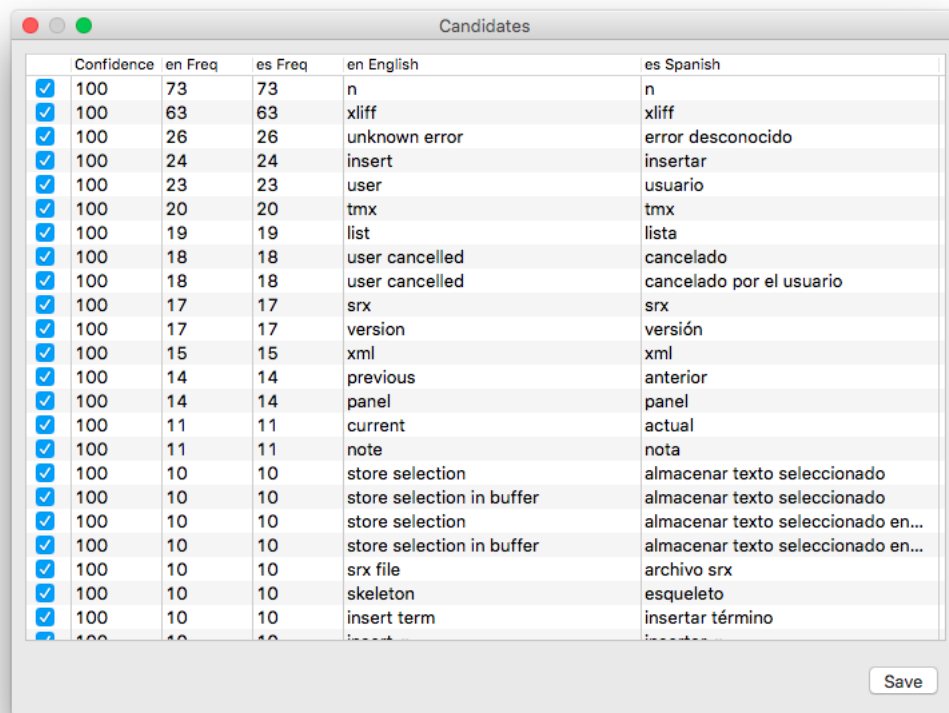 Candidates
Confidence en Freq es Freq en English es Spanish
100 73 73 n n
100 63 63 xliff xliff
100 26 26 unknown error error desconocido
100 24 24 insert insertar
100 23 23 user usuario
100 20 20 tmx tmx
100 19 19 list lista
100 18 18 user cancelled cancelado
100 18 18 user cancelled cancelado por el usuario
100 17 17 srx srx
100 17 17 version versión
100 15 15 xml xml
100 14 14 previous anterior
100 14 14 panel panel
100 11 11 current actual
100 11 11 note nota
100 10 10 store selection almacenar texto seleccionado
100 10 10 store selection in buffer almacenar texto seleccionado
100 10 10 store selection almacenar texto seleccionado en...
100 10 10 store selection in buffer almacenar texto seleccionado en...
100 10 10 srx file archivo srx
100 10 10 skeleton esqueleto
100 10 10 insert term insertar término
100 10 10 insert insertar
Save